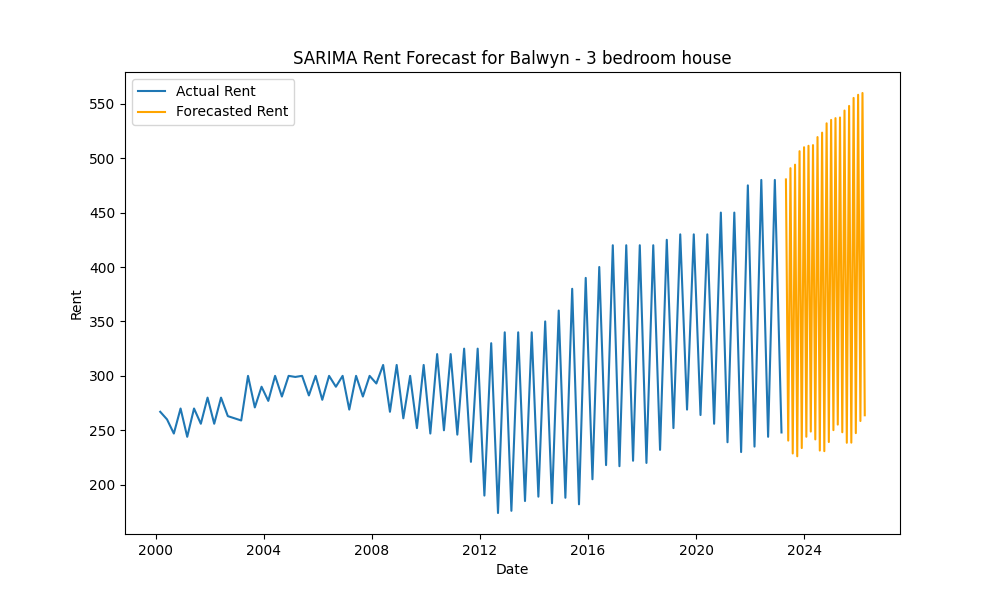 SARIMA Rent Forecast for Balwyn - 3 bedroom house
Actual Rent
Forecasted Rent
550
500
450
400
350
300
250
200
Rent
2000 2004 2008 2012 2016 2020 2024
Date